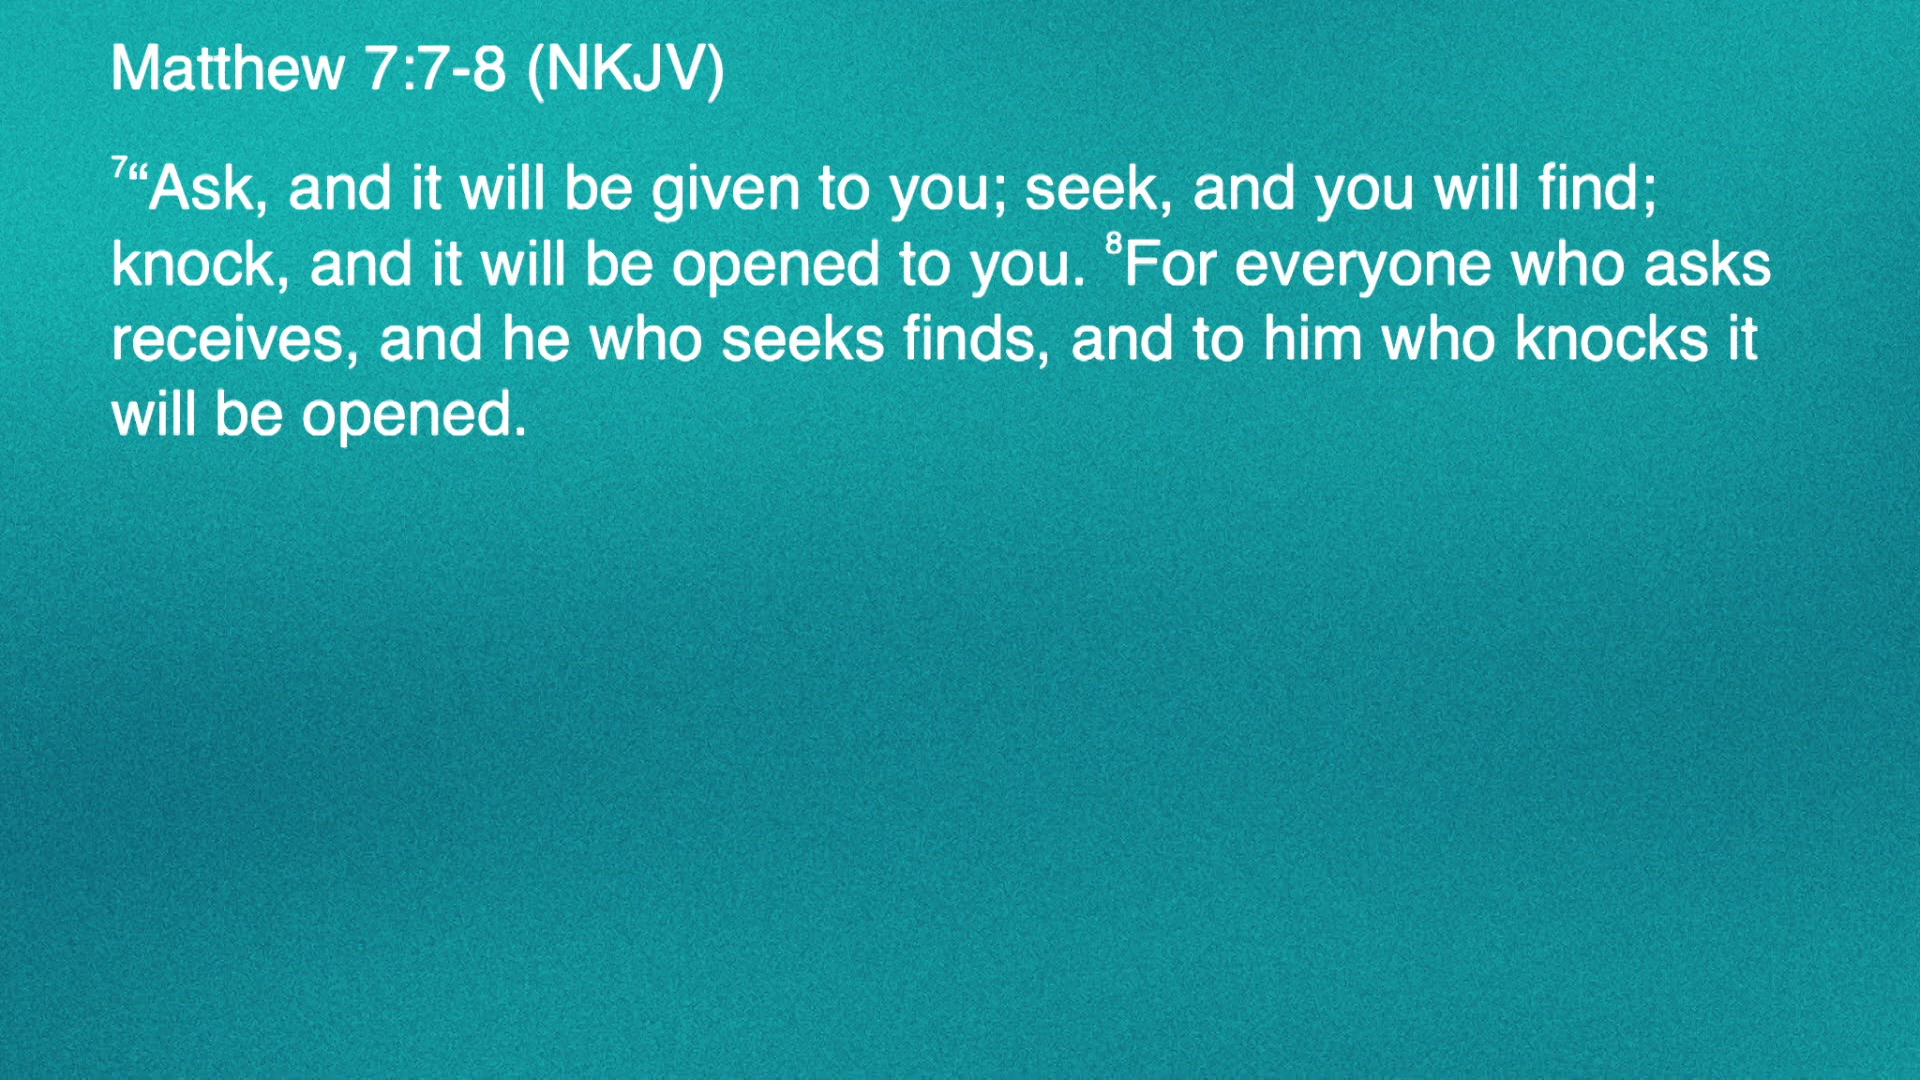 Matthew 7:7-8 (NKJV)
⁷“Ask, and it will be given to you; seek, and you will find;
knock, and it will be opened to you. ⁸For everyone who asks
receives, and he who seeks finds, and to him who knocks it
will be opened.